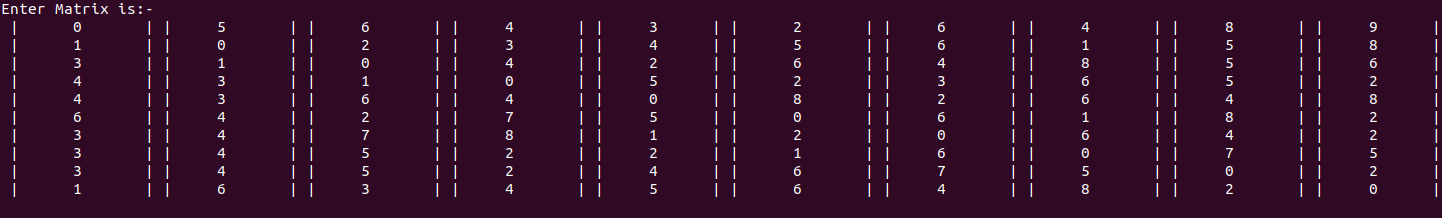 Enter Matrix is:-
| 0 | | 5 | | 6 | | 4 | | 3 | | 2 | | 6 | | 4 | | 8 | | 9 |
| 1 | | 0 | | 2 | | 3 | | 4 | | 5 | | 6 | | 1 | | 5 | | 8 |
| 3 | | 1 | | 0 | | 4 | | 2 | | 6 | | 4 | | 8 | | 5 | | 6 |
| 4 | | 3 | | 1 | | 0 | | 5 | | 2 | | 3 | | 6 | | 5 | | 2 |
| 4 | | 3 | | 6 | | 4 | | 0 | | 8 | | 2 | | 6 | | 4 | | 8 |
| 6 | | 4 | | 2 | | 7 | | 5 | | 0 | | 6 | | 1 | | 8 | | 2 |
| 3 | | 4 | | 7 | | 8 | | 1 | | 2 | | 0 | | 6 | | 4 | | 2 |
| 3 | | 4 | | 5 | | 2 | | 2 | | 1 | | 6 | | 0 | | 7 | | 5 |
| 3 | | 4 | | 5 | | 2 | | 4 | | 6 | | 7 | | 5 | | 0 | | 2 |
| 1 | | 6 | | 3 | | 4 | | 5 | | 6 | | 4 | | 8 | | 2 | | 0 |